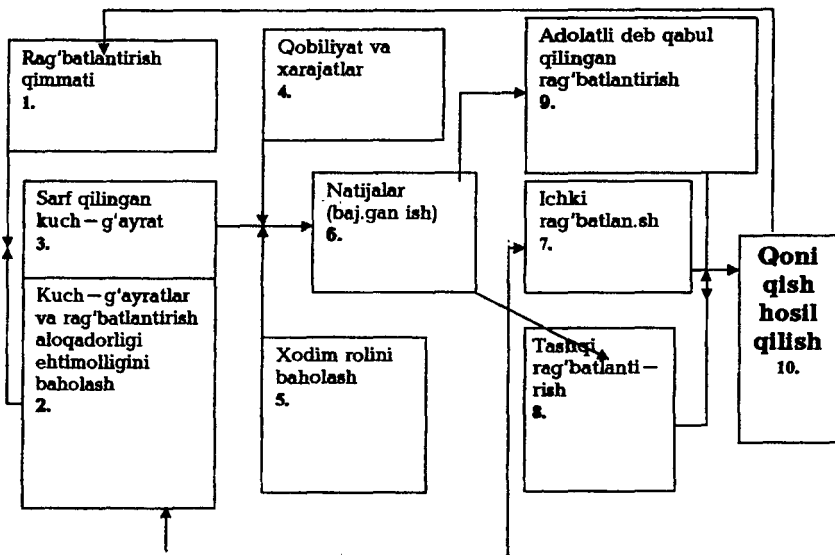 Rag'batlantirish
qimmati
1.
Sarf qilingan
kuch—g'ayrat
3.
Kuch—g'ayratlar
va rag'batlantirish
aloqadorligi
ehtimolligini
baholash
2.
Qobiliyat va
xarajatlar
4.
Xodim rolini
baholash
5.
Natijalar
(baj.gan ish)
6.
Adolatli deb qabul
qilingan
rag'batlantirish
9.
Ichki
rag'batlan.sh
7.
Tashqi
rag'batlanti—
rish
8.
Qoni
qish
hosil
qilish
10.